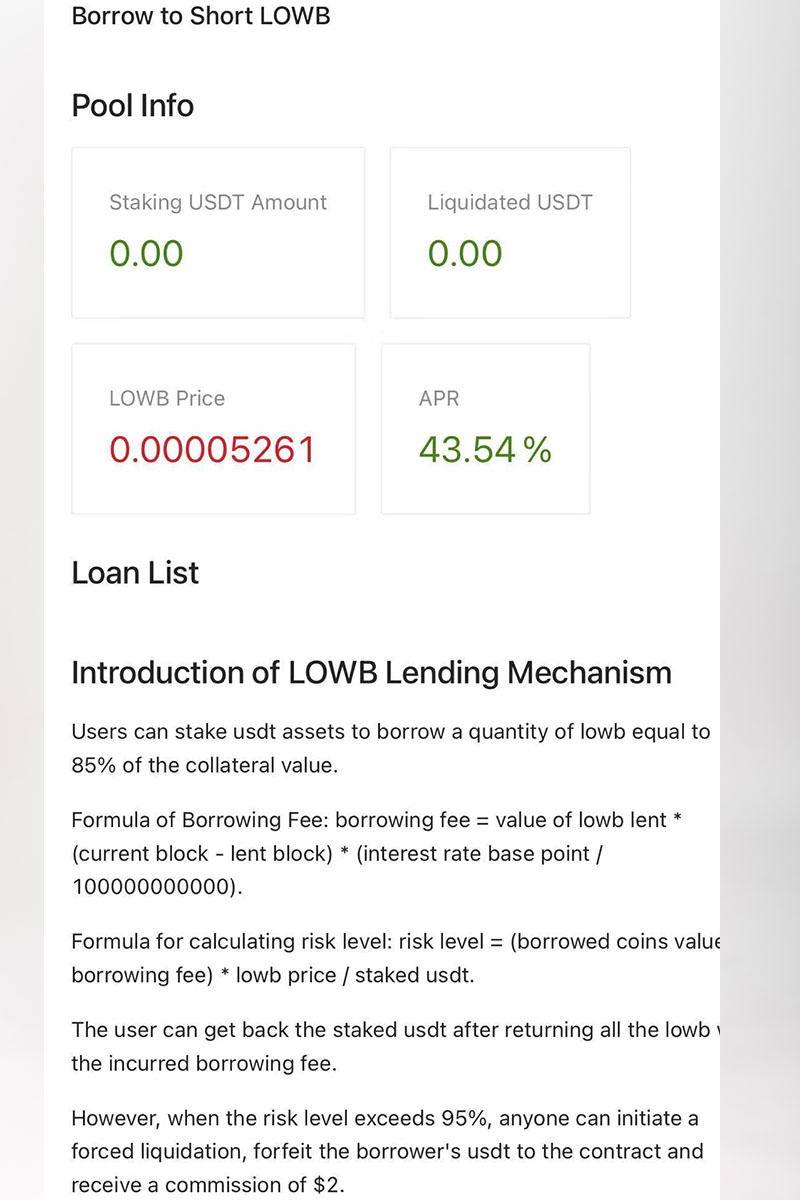 Borrow to Short LOWB
Pool Info
Staking USDT Amount
0.00
Liquidated USDT
0.00
LOWB Price
0.00005261
APR
43.54 %
Loan List
Introduction of LOWB Lending Mechanism
Users can stake usdt assets to borrow a quantity of lowb equal to
85% of the collateral value.
Formula of Borrowing Fee: borrowing fee = value of lowb lent *
(current block - lent block) * (interest rate base point /
100000000000).
Formula for calculating risk level: risk level = (borrowed coins value
borrowing fee) * lowb price / staked usdt.
The user can get back the staked usdt after returning all the lowb
the incurred borrowing fee.
However, when the risk level exceeds 95%, anyone can initiate a
forced liquidation, forfeit the borrower's usdt to the contract and
receive a commission of $2.